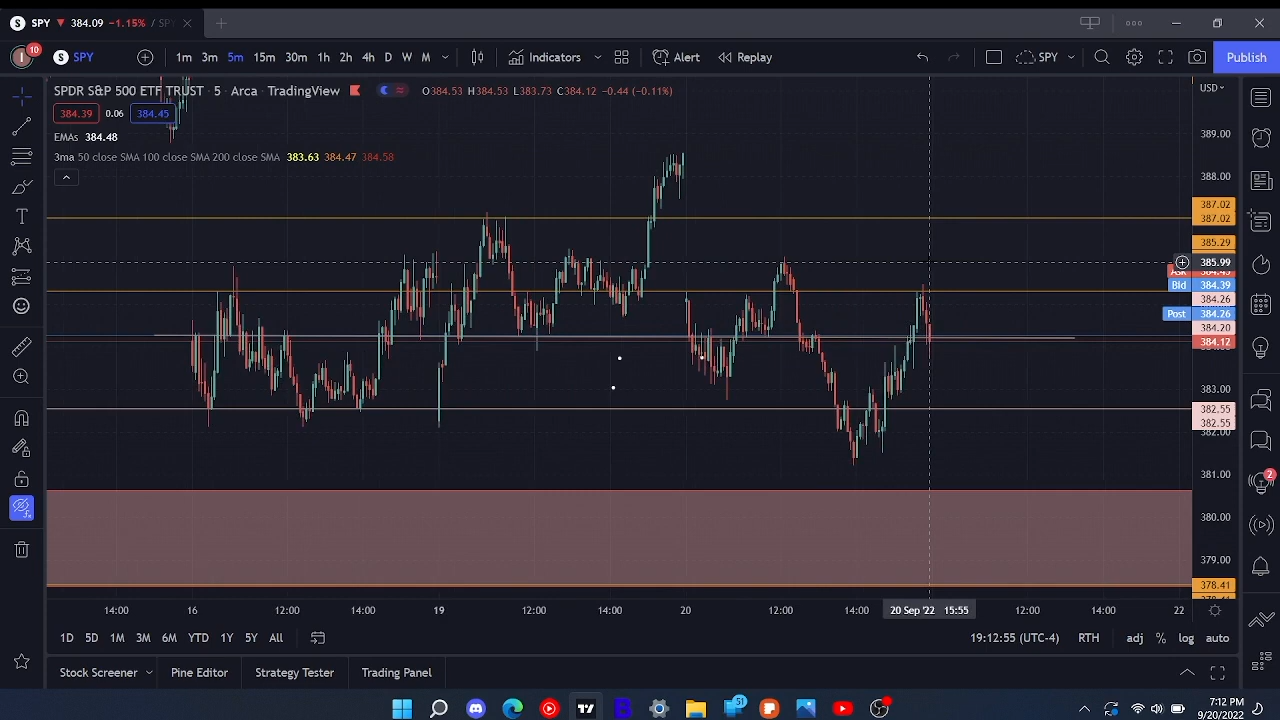 SPY 384.09 −1.15% / SP
10 SPY 1m 3m 5m 15m 30m 1h 2h 4h D W M Indicators Alert Replay SPY Publish
SPDR S&P 500 ETF TRUST · 5 · Arca · TradingView O384.53 H384.53 L383.73 C384.12 −0.44 (−0.11%)
USD
384.39 0.06 384.45
EMAs 384.48
3ma 50 close SMA 100 close SMA 200 close SMA 383.63 384.47 384.58
389.00
388.00
387.02
387.02
385.29
385.99
Bid 384.39
384.26
Post 384.26
384.20
384.12
383.00
382.55
382.55
382.00
381.00
380.00
379.00
378.41
2
14:00 16 12:00 14:00 19 12:00 14:00 20 12:00 14:00 20 Sep '22 15:55 12:00 14:00 22
1D 5D 1M 3M 6M YTD 1Y 5Y All 19:12:55 (UTC-4) RTH adj % log auto
Stock Screener Pine Editor Strategy Tester Trading Panel
51
7:12 PM
9/20/2022